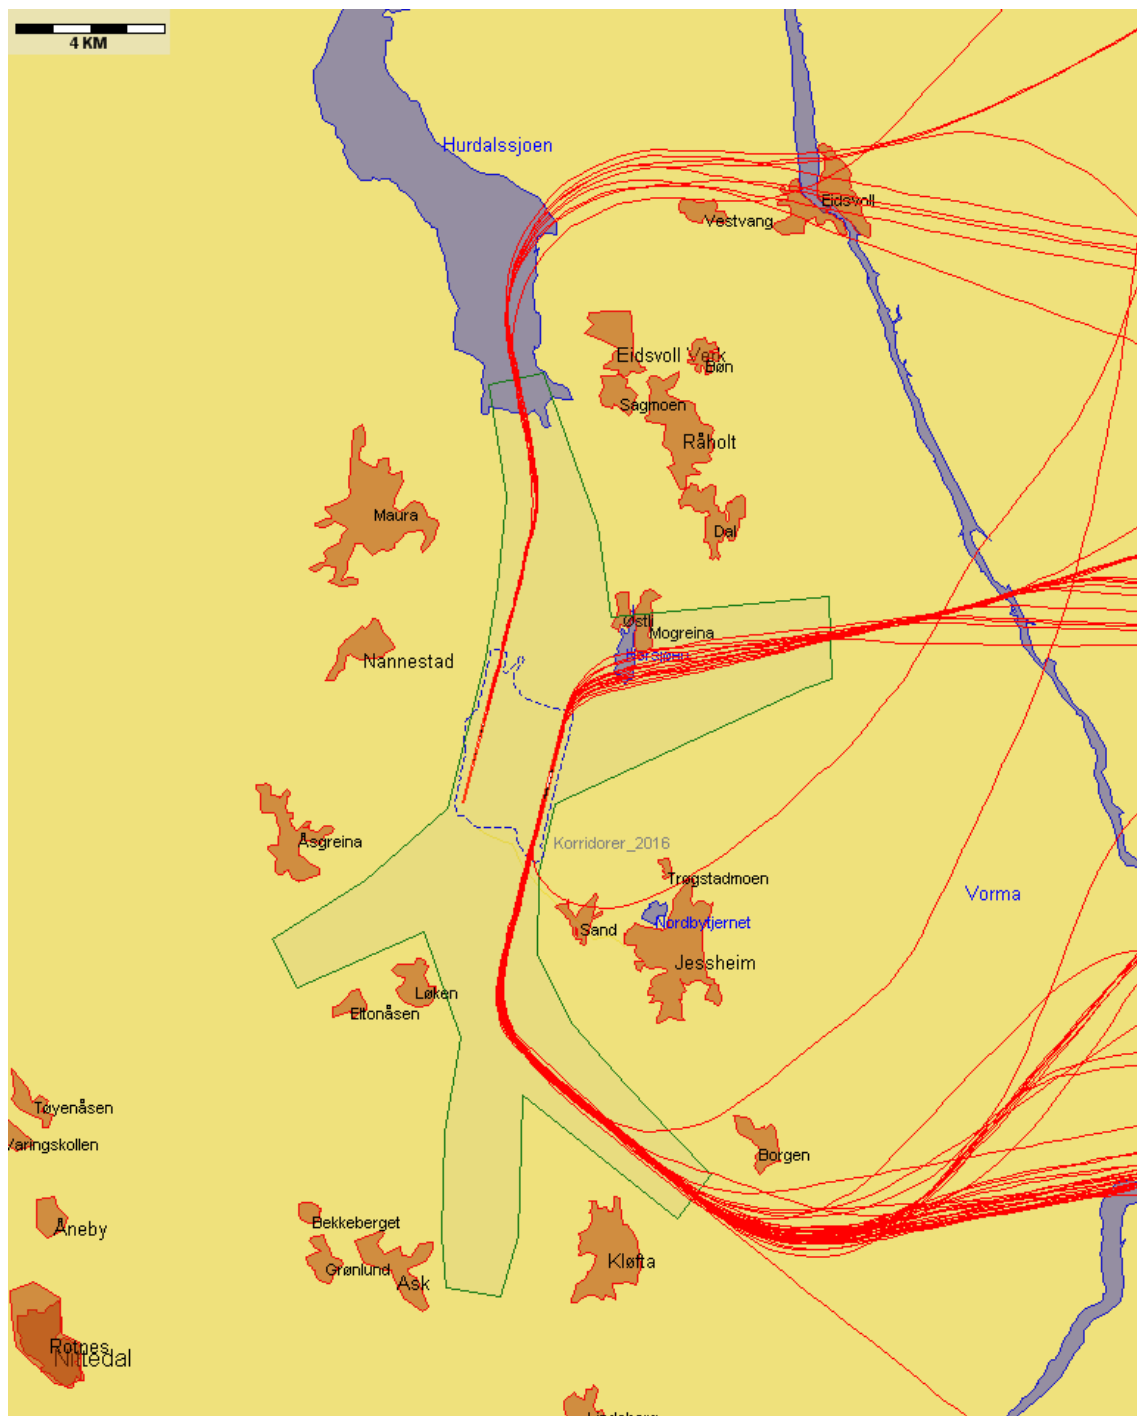 4 KM
Hurdalssjoen
Eidsvoll
Vestvang
Eidsvoll Verk
Bøn
Sagmoen
Råholt
Maura
Dal
Østli
Mogreina
Nannestad
Korridorer_2016
Åsgreina
Trøgstadmoen
Vorma
Nordbytjernet
Sand
Jessheim
Løken
Eltonåsen
Tøyenåsen
Varingskollen
Borgen
Bekkeberget
Åneby
Kløfta
Grønlund
Ask
Rotnes
Nittedal